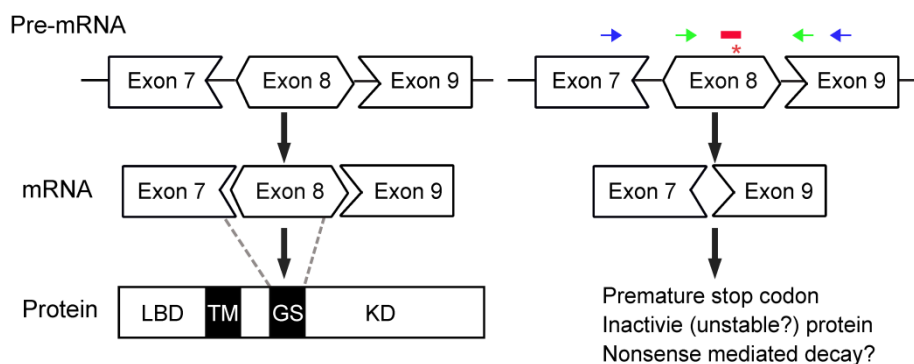 Pre-mRNA
Exon 7 Exon 8 Exon 9 Exon 7 Exon 8 Exon 9
*
mRNA Exon 7 Exon 8 Exon 9 Exon 7 Exon 9
Protein LBD TM GS KD
Premature stop codon
Inactivie (unstable?) protein
Nonsense mediated decay?